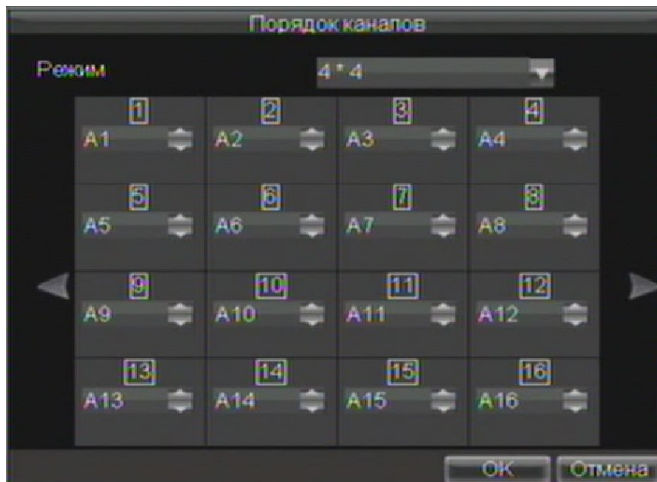 Порядок каналов
Режим 4 * 4
1 2 3 4
A1 A2 A3 A4
5 6 7 8
A5 A6 A7 A8
9 10 11 12
A9 A10 A11 A12
13 14 15 16
A13 A14 A15 A16
OK Отмена